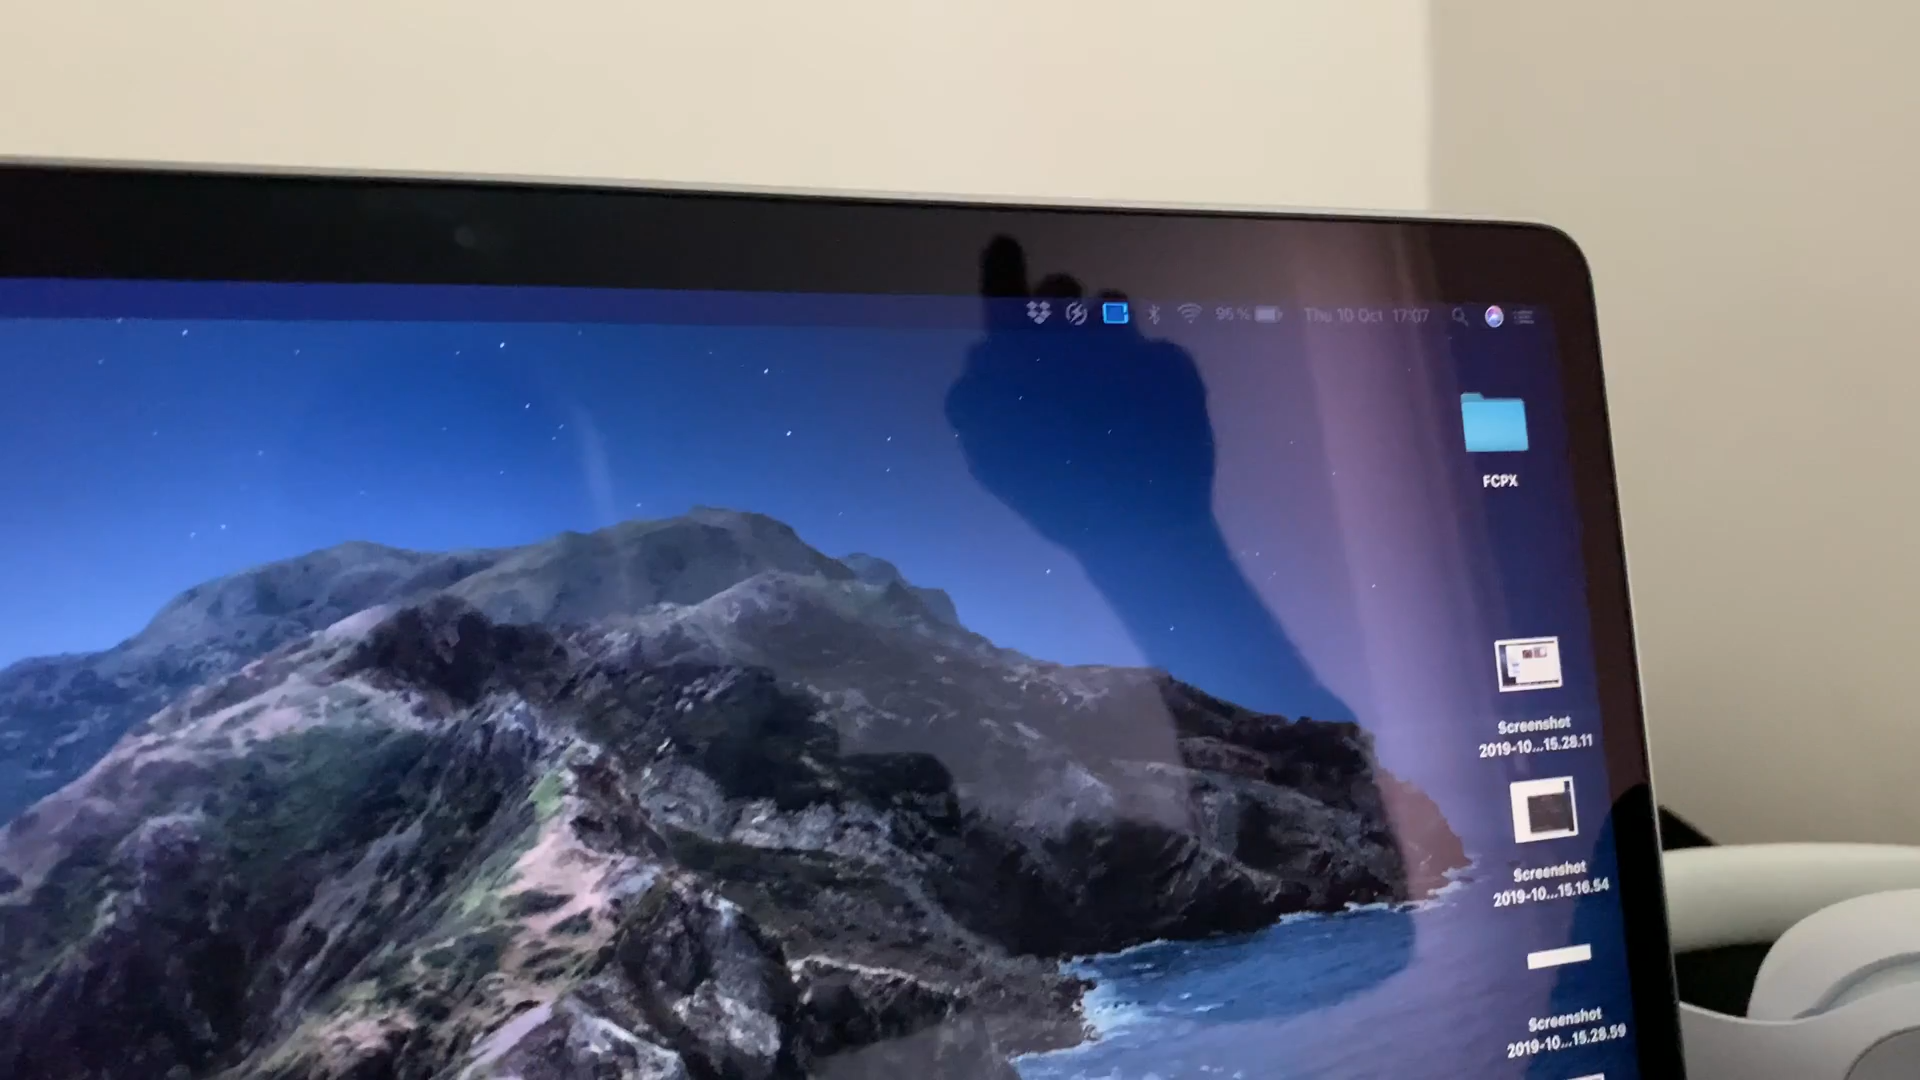 95% Thu 10 Oct 17:07
FCPX
Screenshot
2019-10...15.28.11
Screenshot
2019-10...15.16.54
Screenshot
2019-10...15.28.59